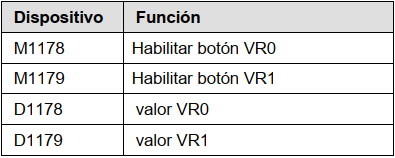 Dispositivo Función
M1178 Habilitar botón VR0
M1179 Habilitar botón VR1
D1178 valor VR0
D1179 valor VR1